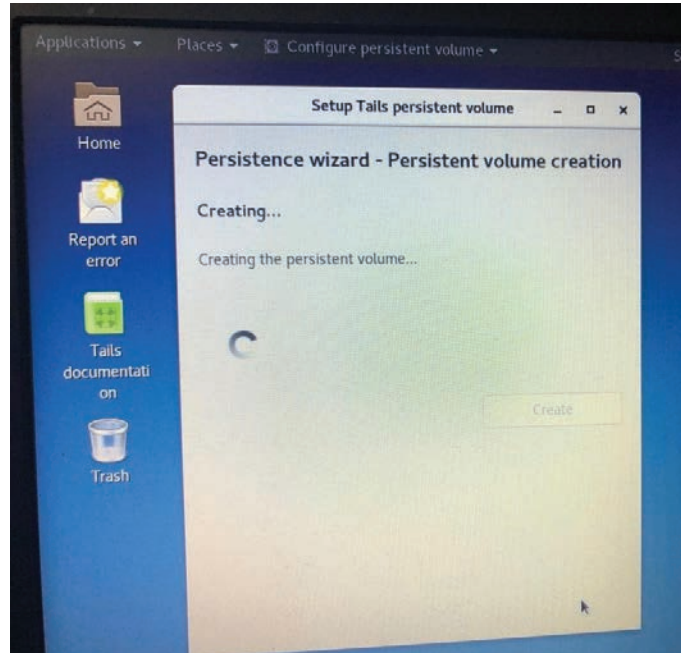 Applications Places Configure persistent volume
Setup Tails persistent volume
Home
Persistence wizard - Persistent volume creation
Creating...
Report an
error
Creating the persistent volume...
Tails
documentati
on
Create
Trash